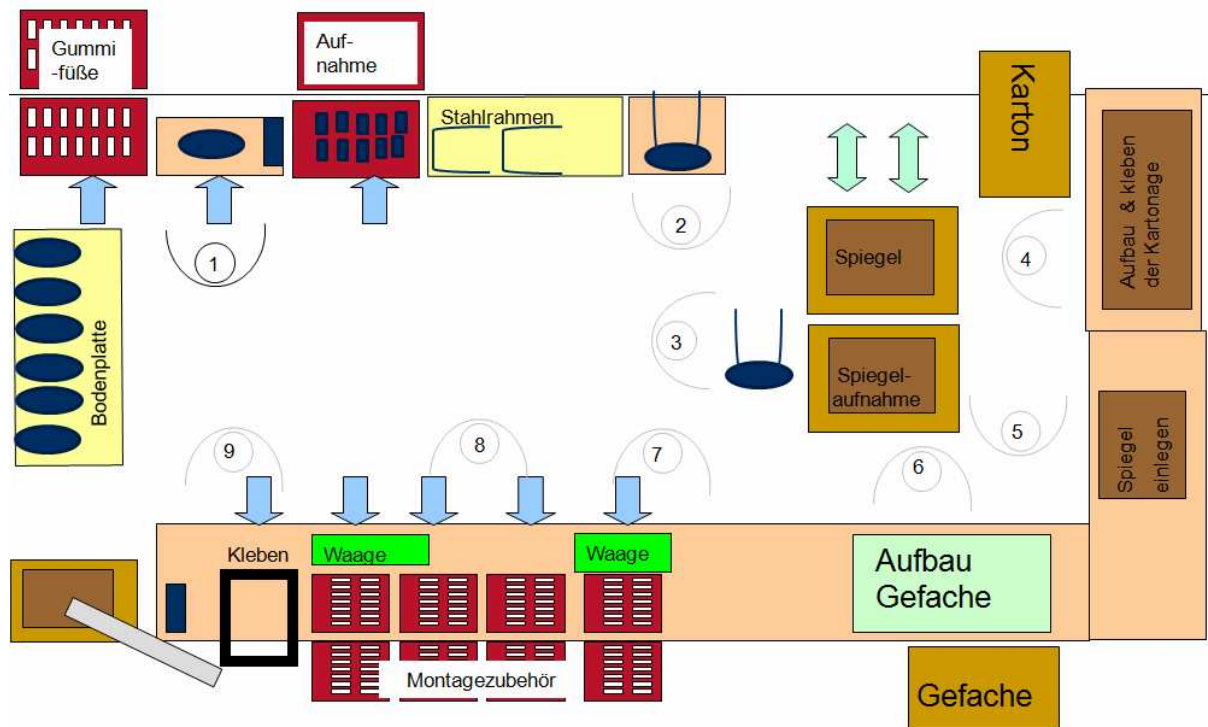 Gummi
-füße
Auf-
nahme
Stahlrahmen
Karton
Aufbau & kleben
der Kartonage
1
2
Spiegel
4
Bodenplatte
3
Spiegel-
aufnahme
Spiegel
einlegen
9
8
7
6
5
Kleben
Waage
Waage
Aufbau
Gefache
Montagezubehör
Gefache